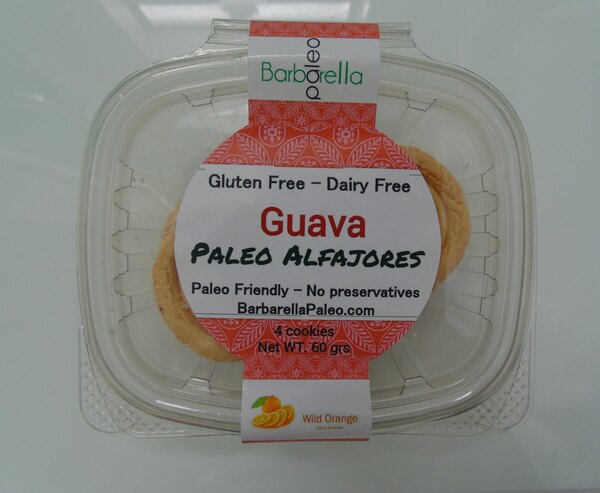 paleo
Barbarella
Gluten Free – Dairy Free
Guava
PALEO ALFAJORES
Paleo Friendly – No preservatives
BarbarellaPaleo.com
4 cookies
Net WT. 60 grs
Wild Orange